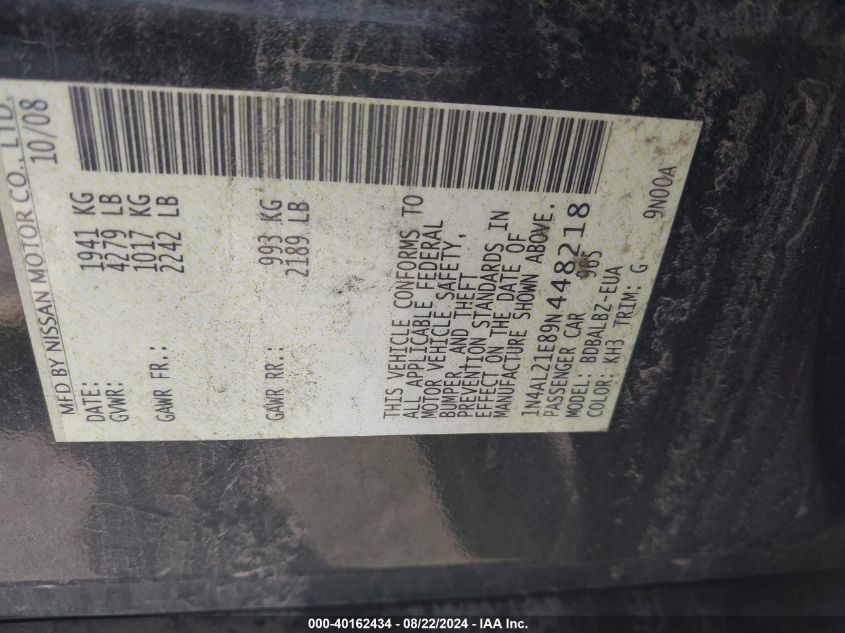 MFD BY NISSAN MOTOR CO., LTD.
DATE: 10/08
GVWR: 1941 KG
4279 LB
GAWR FR.: 1017 KG
2242 LB
GAWR RR.: 993 KG
2189 LB
THIS VEHICLE CONFORMS TO
ALL APPLICABLE FEDERAL
MOTOR VEHICLE SAFETY,
BUMPER, AND THEFT
PREVENTION STANDARDS IN
EFFECT ON THE DATE OF
MANUFACTURE SHOWN ABOVE.
1N4AL21E89N448218
PASSENGER CAR 965
MODEL: BDBALBZ-EUA
COLOR: KH3 TRIM: G
9N00A
000-40162434 - 08/22/2024 - IAA Inc.